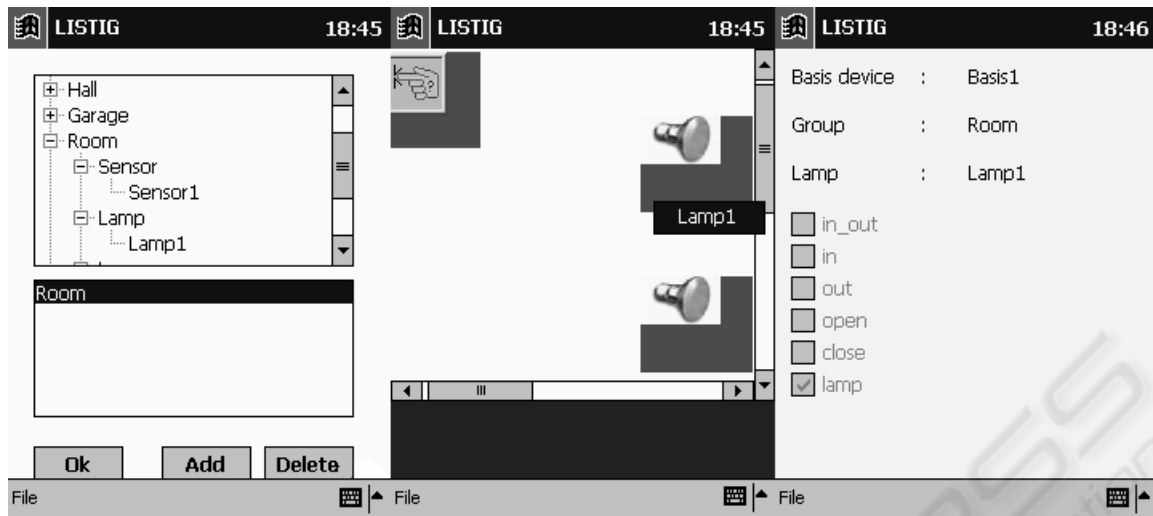 LISTIG 18:45
Hall
Garage
Room
Sensor
Sensor1
Lamp
Lamp1
Room
Ok Add Delete
File
LISTIG 18:45
Lamp1
File
LISTIG 18:46
Basis device : Basis1
Group : Room
Lamp : Lamp1
in_out
in
out
open
close
lamp
File